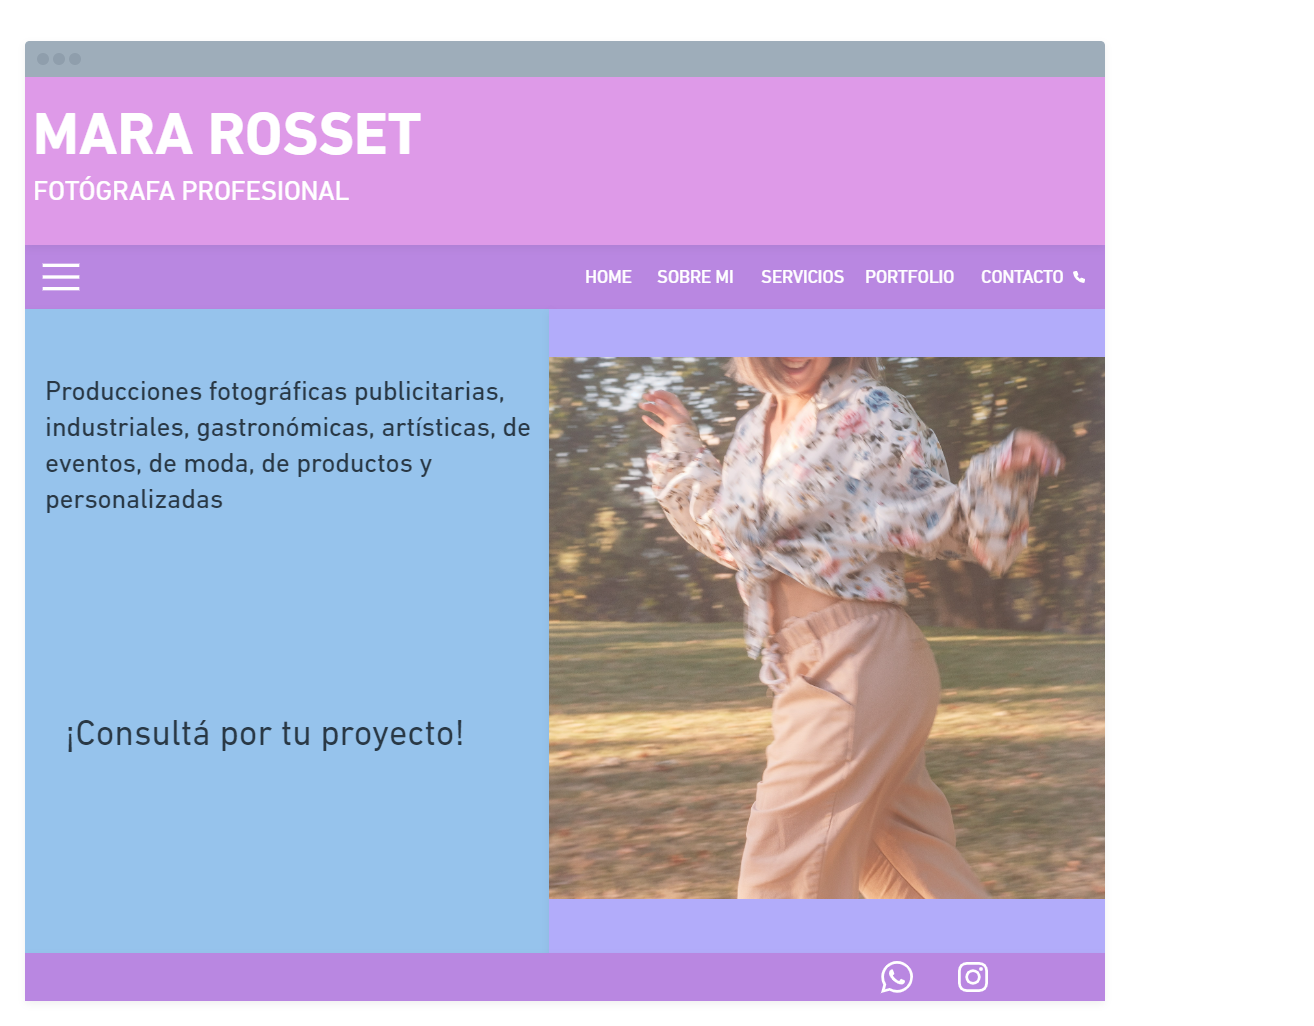 MARA ROSSET
FOTÓGRAFA PROFESIONAL
HOME SOBRE MI SERVICIOS PORTFOLIO CONTACTO
Producciones fotográficas publicitarias,
industriales, gastronómicas, artísticas, de
eventos, de moda, de productos y
personalizadas
¡Consultá por tu proyecto!